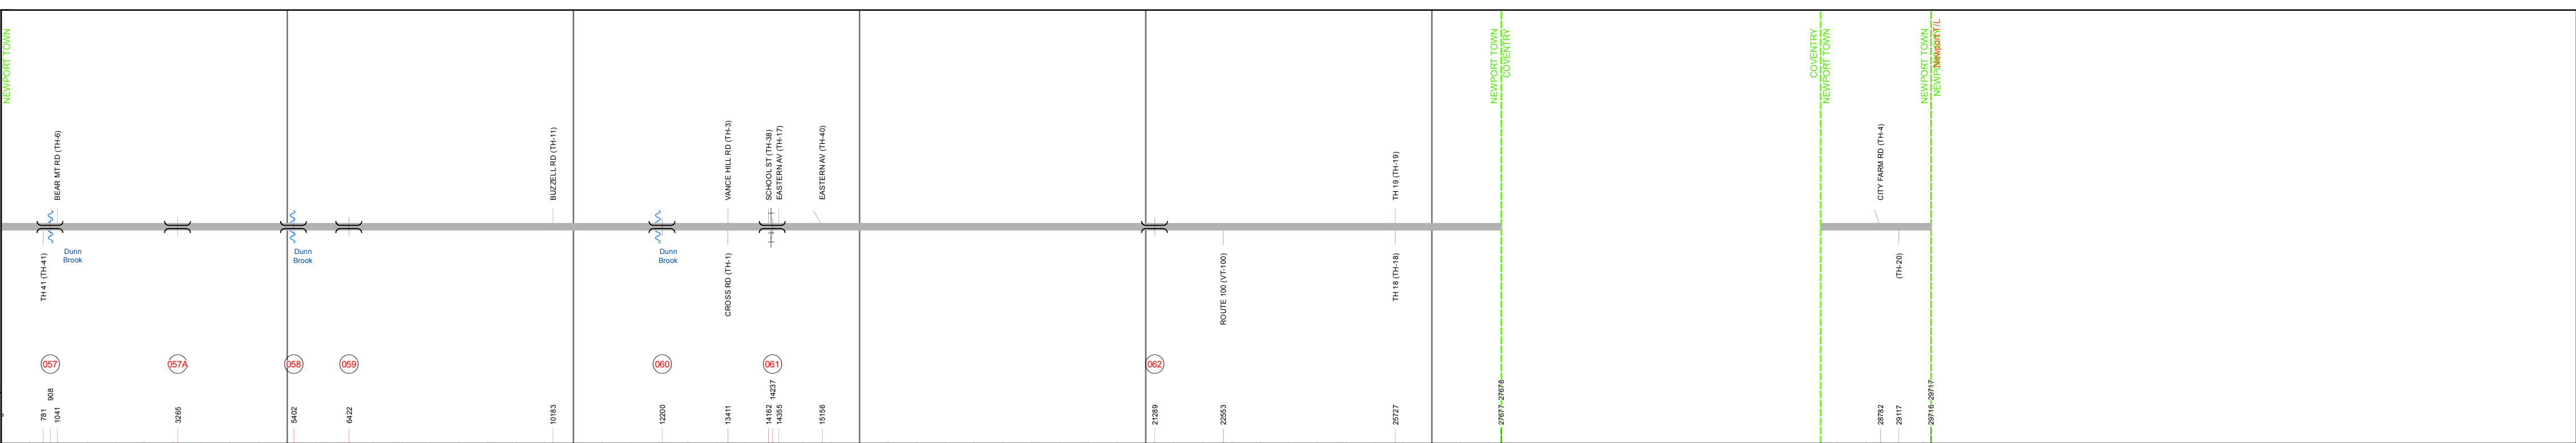 NEWPORT TOWN
NEWPORT TOWN
COVENTRY
COVENTRY
NEWPORT TOWN
NEWPORT TOWN
Newport T/L
BEAR MT RD (TH-6)
BUZZELL RD (TH-11)
VANCE HILL RD (TH-3)
SCHOOL ST (TH-38)
EASTERN AV (TH-17)
EASTERN AV (TH-40)
TH 19 (TH-19)
CITY FARM RD (TH-4)
Dunn
Brook
Dunn
Brook
Dunn
Brook
TH 41 (TH-41)
CROSS RD (TH-1)
ROUTE 100 (VT-100)
TH 18 (TH-18)
(TH-20)
057
057A
058
059
060
061
062
781
908
1041
3265
5402
6422
10183
12200
13411
14162
14237
14355
15156
21289
22553
25727
27677
27678
28782
29117
29716
29717